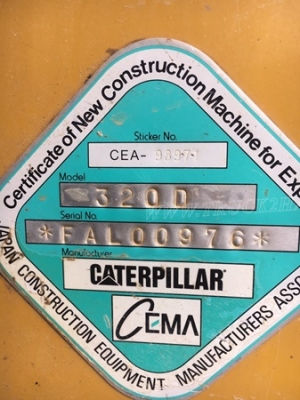 Certificate of New Construction Machine for Exp
Sticker No.
CEA-
Model
320D
Serial No.
*FAL00976*
Manufacturer
CATERPILLAR
CEMA
JAPAN CONSTRUCTION EQUIPMENT MANUFACTURERS ASSO